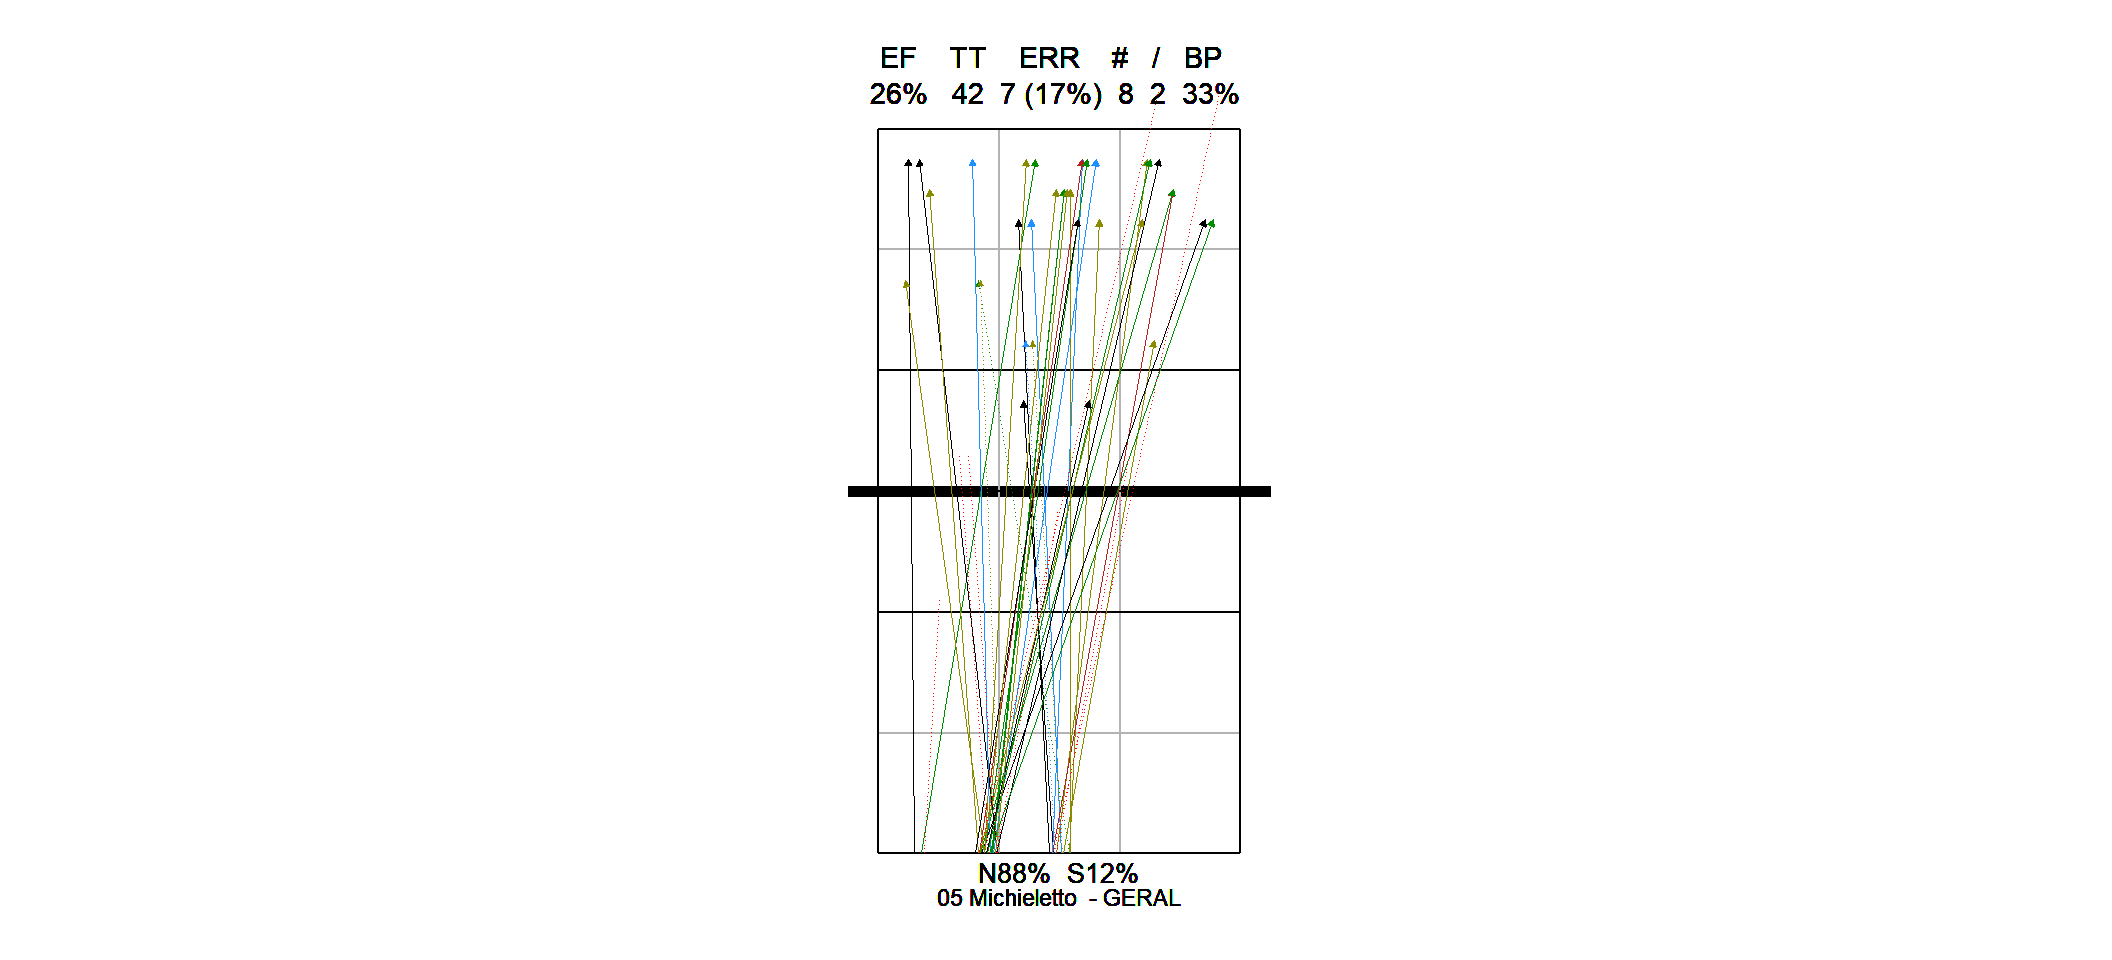 EF TT ERR # / BP
26% 42 7 (17%) 8 2 33%
N88% S12%
05 Michieletto - GERAL